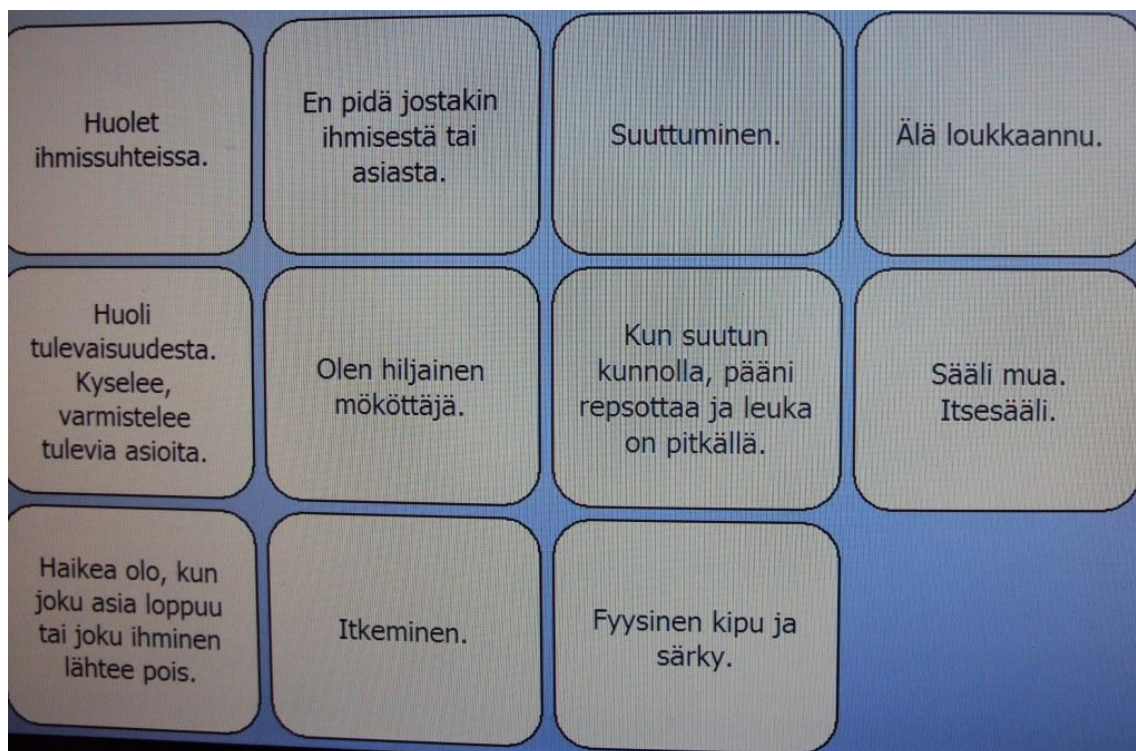 Huolet
ihmissuhteissa.
En pidä jostakin
ihmisestä tai
asiasta.
Suuttuminen.
Älä loukkaannu.
Huoli
tulevaisuudesta.
Kyselee,
varmistelee
tulevia asioita.
Olen hiljainen
mököttäjä.
Kun suutun
kunnolla, pääni
repsottaa ja leuka
on pitkällä.
Sääli mua.
Itsesääli.
Haikea olo, kun
joku asia loppuu
tai joku ihminen
lähtee pois.
Itkeminen.
Fyysinen kipu ja
särky.